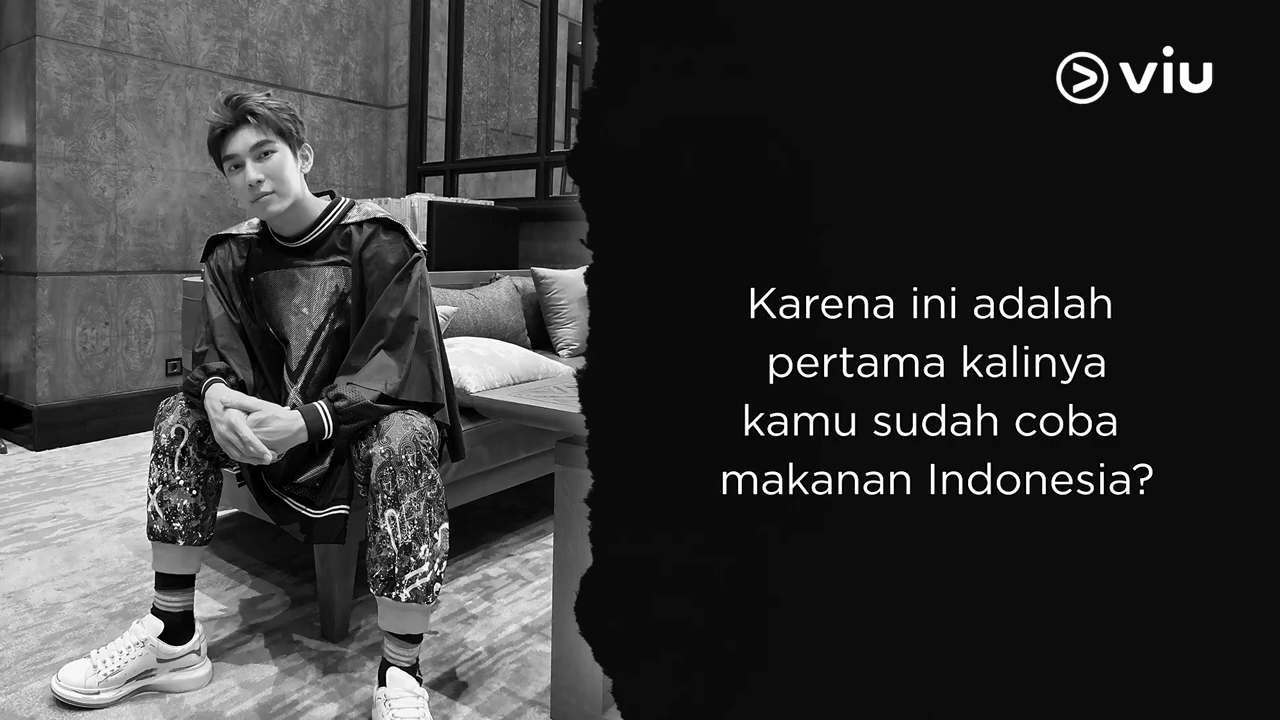 viu
Karena ini adalah
pertama kalinya
kamu sudah coba
makanan Indonesia?